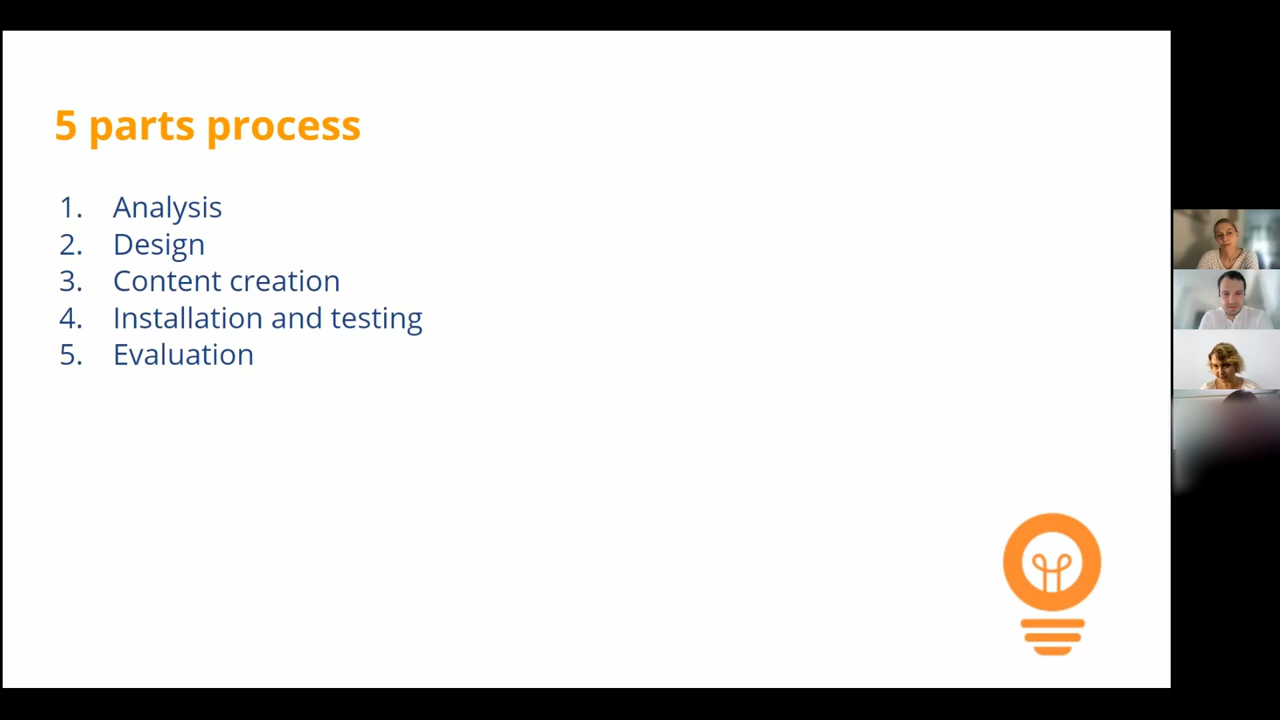 5 parts process
1. Analysis
2. Design
3. Content creation
4. Installation and testing
5. Evaluation